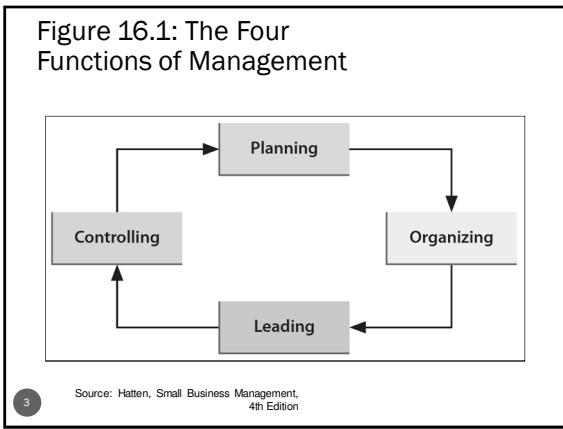 Figure 16.1: The Four
Functions of Management
Planning
Controlling
Organizing
Leading
3
Source: Hatten, Small Business Management,
4th Edition